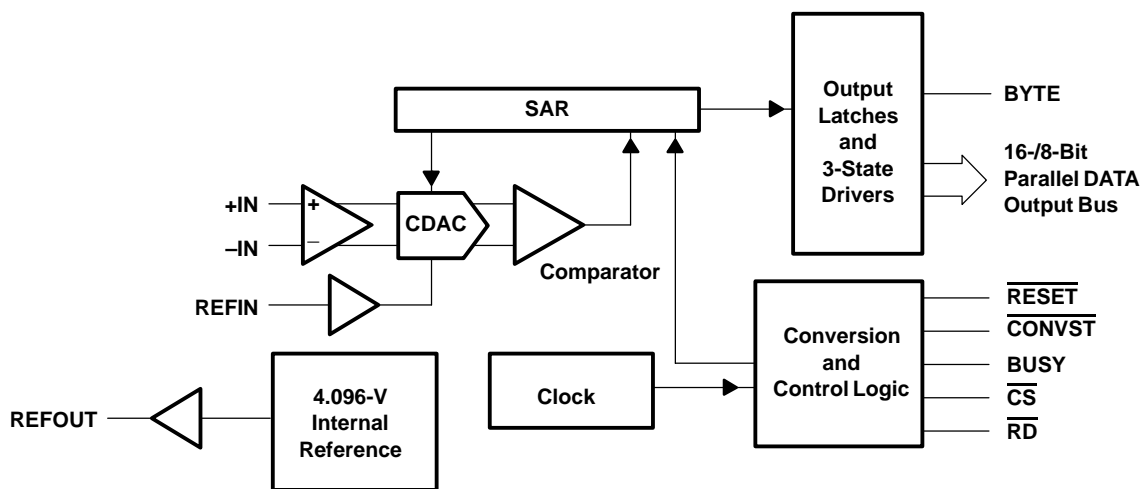 SAR
Output
Latches
and
3-State
Drivers
BYTE
16-/8-Bit
Parallel DATA
Output Bus
+IN
–IN
+
–
CDAC
Comparator
REFIN
REFOUT
4.096-V
Internal
Reference
Clock
Conversion
and
Control Logic
RESET
CONVST
BUSY
CS
RD